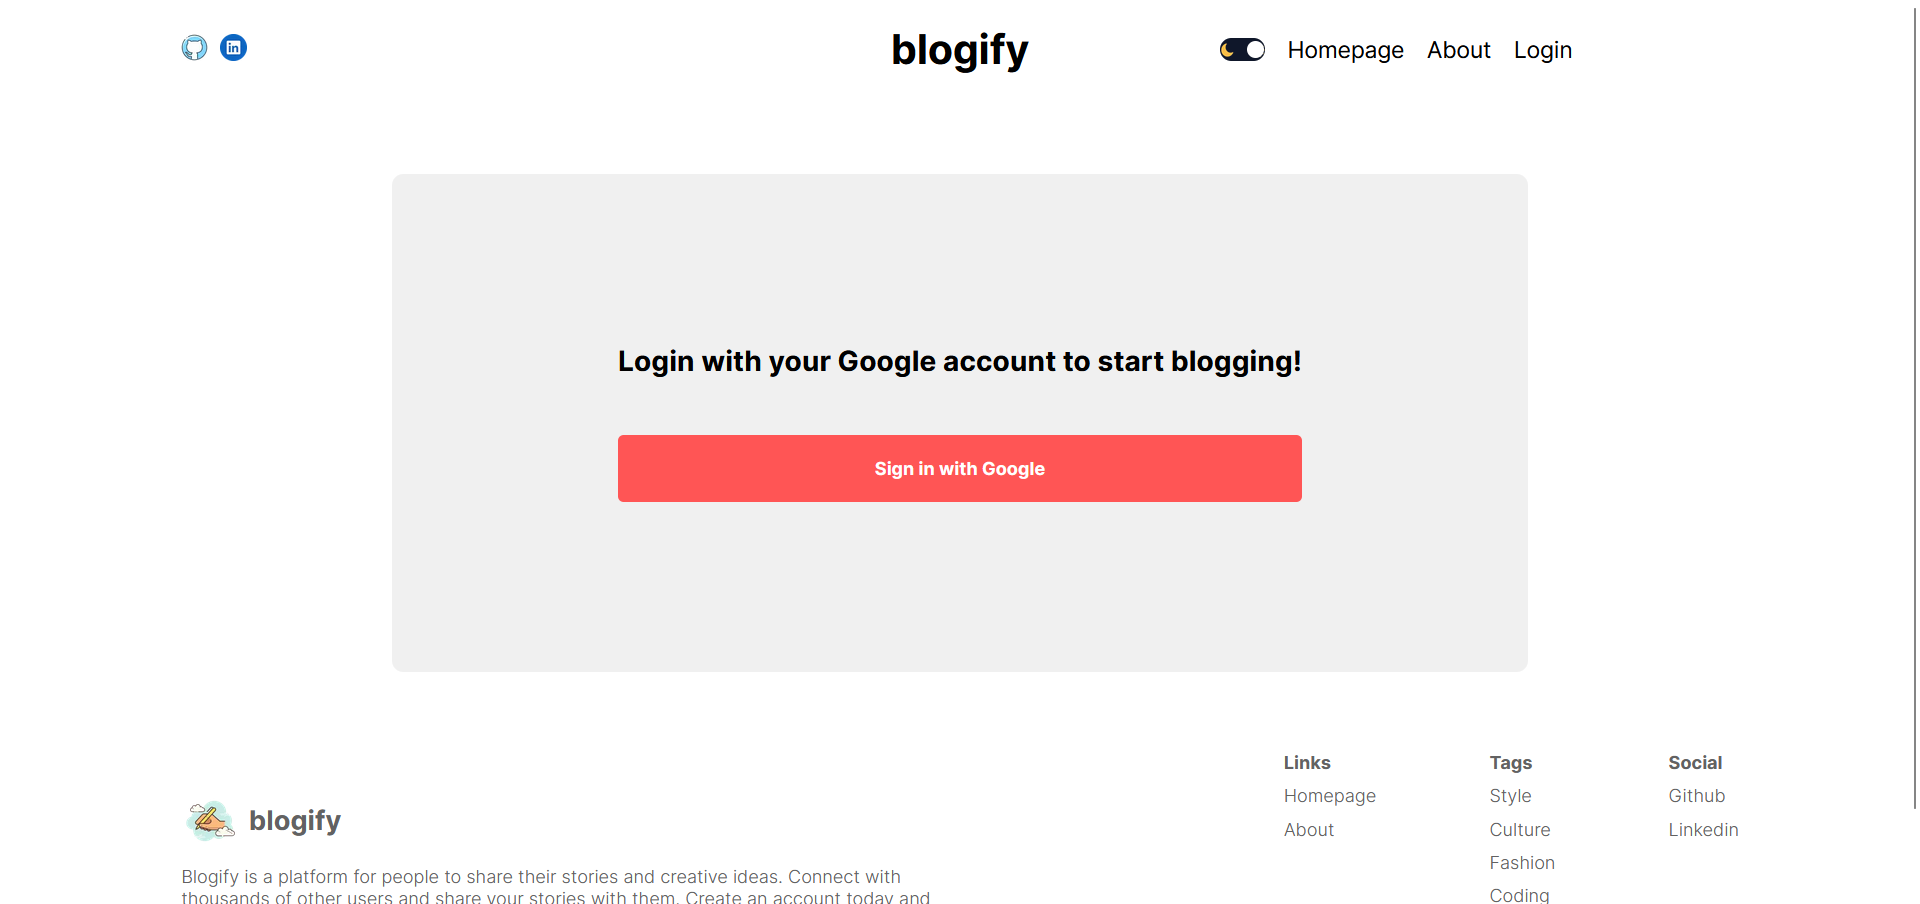 blogify
Homepage About Login
Login with your Google account to start blogging!
Sign in with Google
blogify
Blogify is a platform for people to share their stories and creative ideas. Connect with
thousands of other users and share your stories with them. Create an account today and
Links
Homepage
About
Tags
Style
Culture
Fashion
Coding
Social
Github
Linkedin